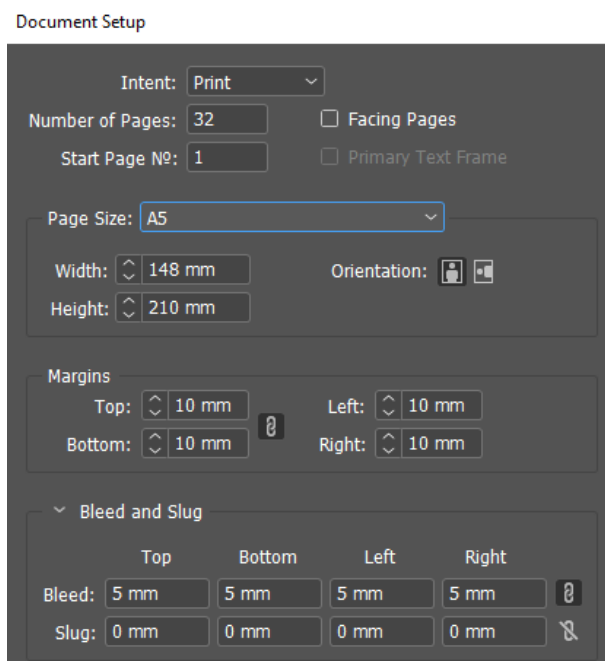 Document Setup
Intent: Print
Number of Pages: 32 Facing Pages
Start Page Nº: 1 Primary Text Frame
Page Size: A5
Width: 148 mm Orientation:
Height: 210 mm
Margins
Top: 10 mm Left: 10 mm
Bottom: 10 mm Right: 10 mm
Bleed and Slug
Top Bottom Left Right
Bleed: 5 mm 5 mm 5 mm 5 mm
Slug: 0 mm 0 mm 0 mm 0 mm